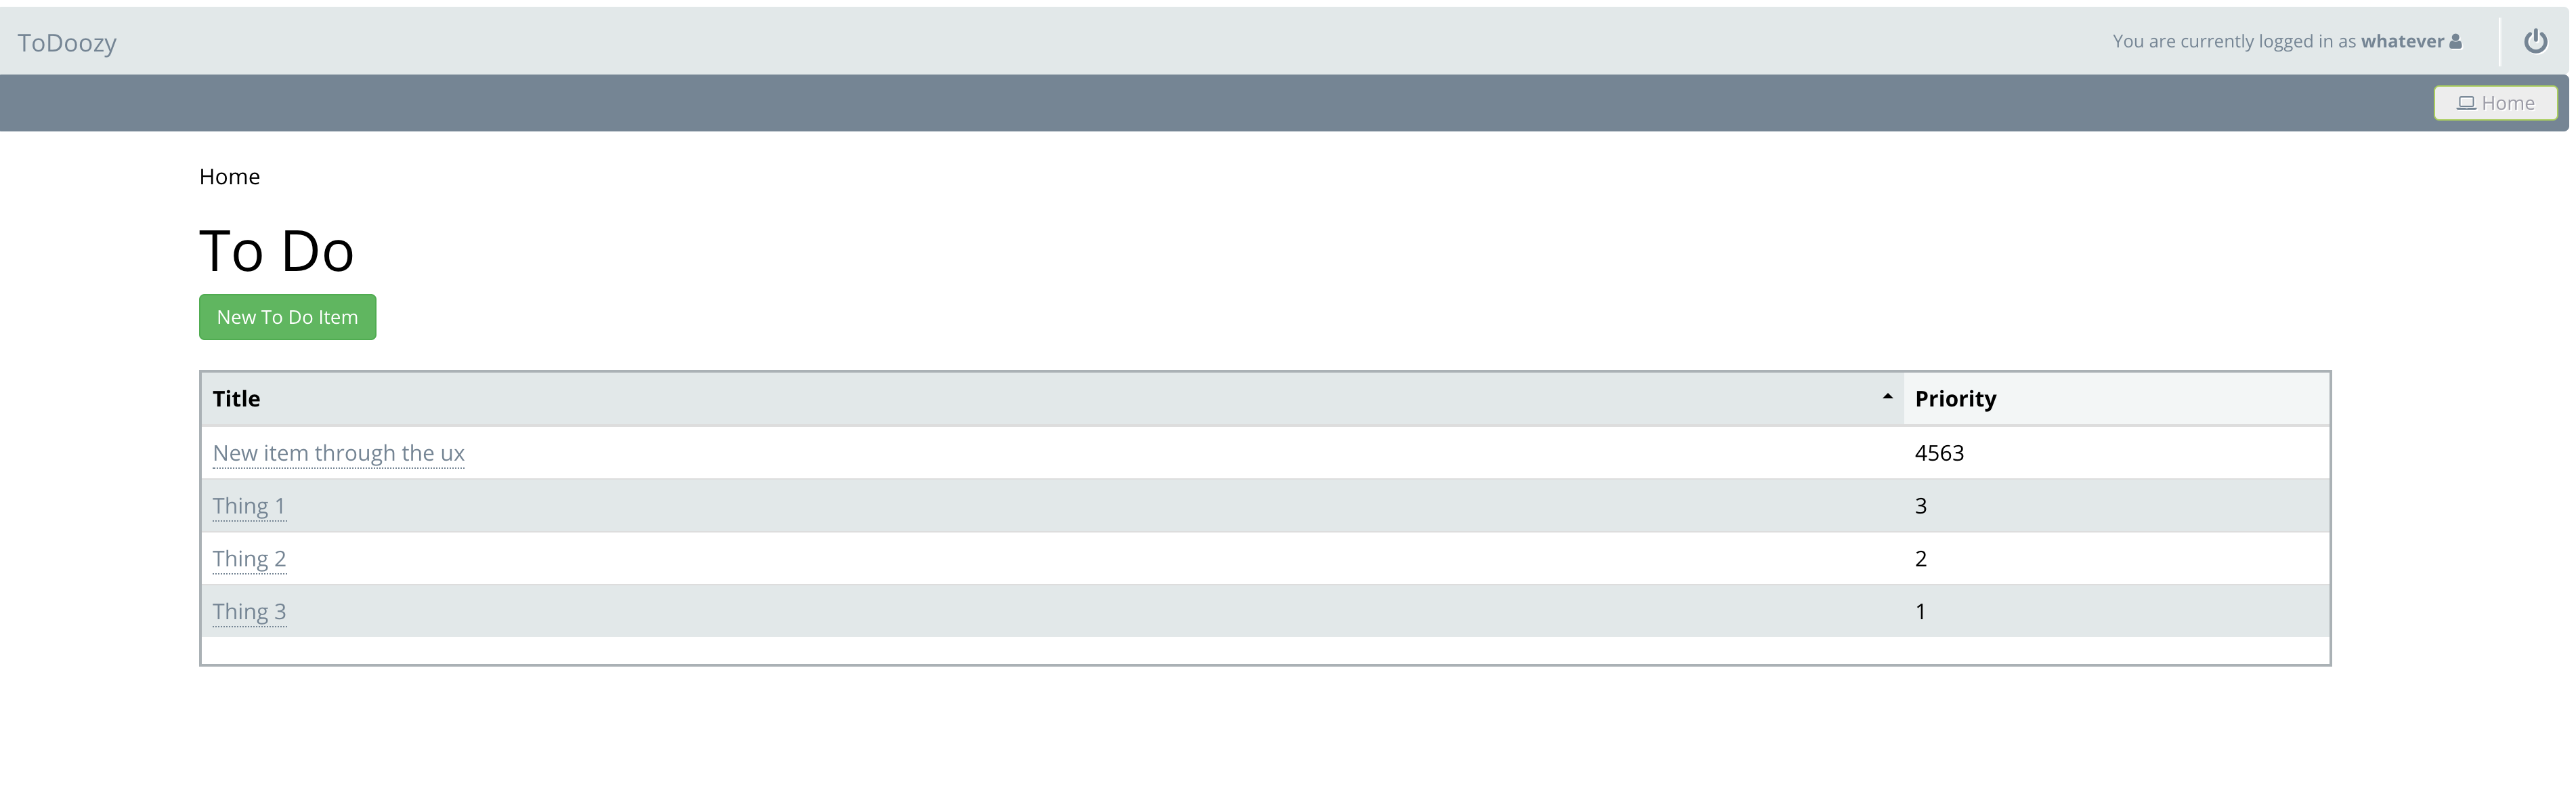 ToDoozy
You are currently logged in as whatever
Home
Home
To Do
New To Do Item
Title Priority
New item through the ux 4563
Thing 1 3
Thing 2 2
Thing 3 1